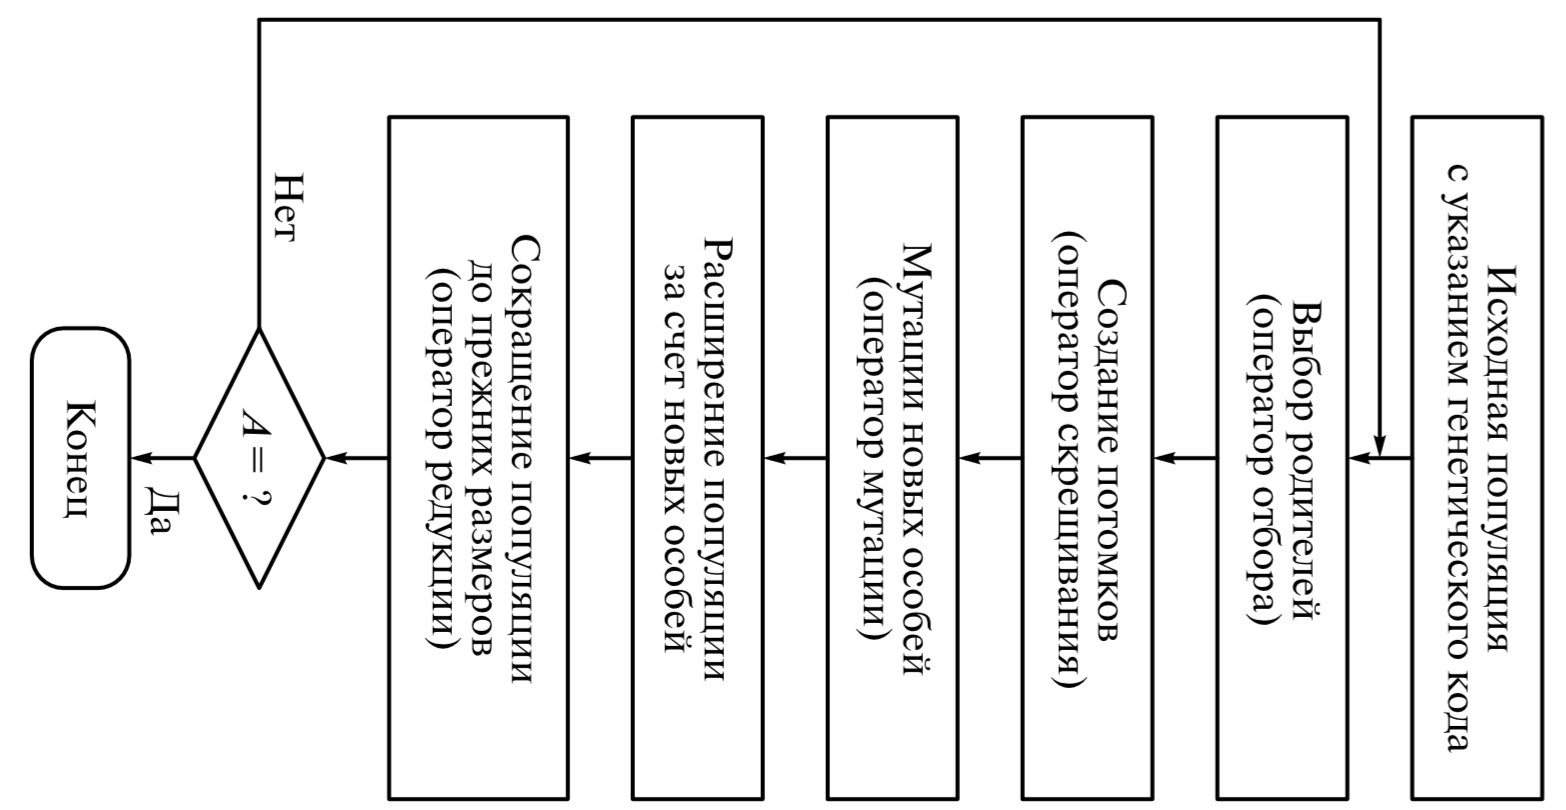 Исходная популяция
с указанием генетического кода
Выбор родителей
(оператор отбора)
Создание потомков
(оператор скрещивания)
Мутации новых особей
(оператор мутации)
Расширение популяции
за счет новых особей
Сокращение популяции
до прежних размеров
(оператор редукции)
A = ?
Нет
Да
Конец